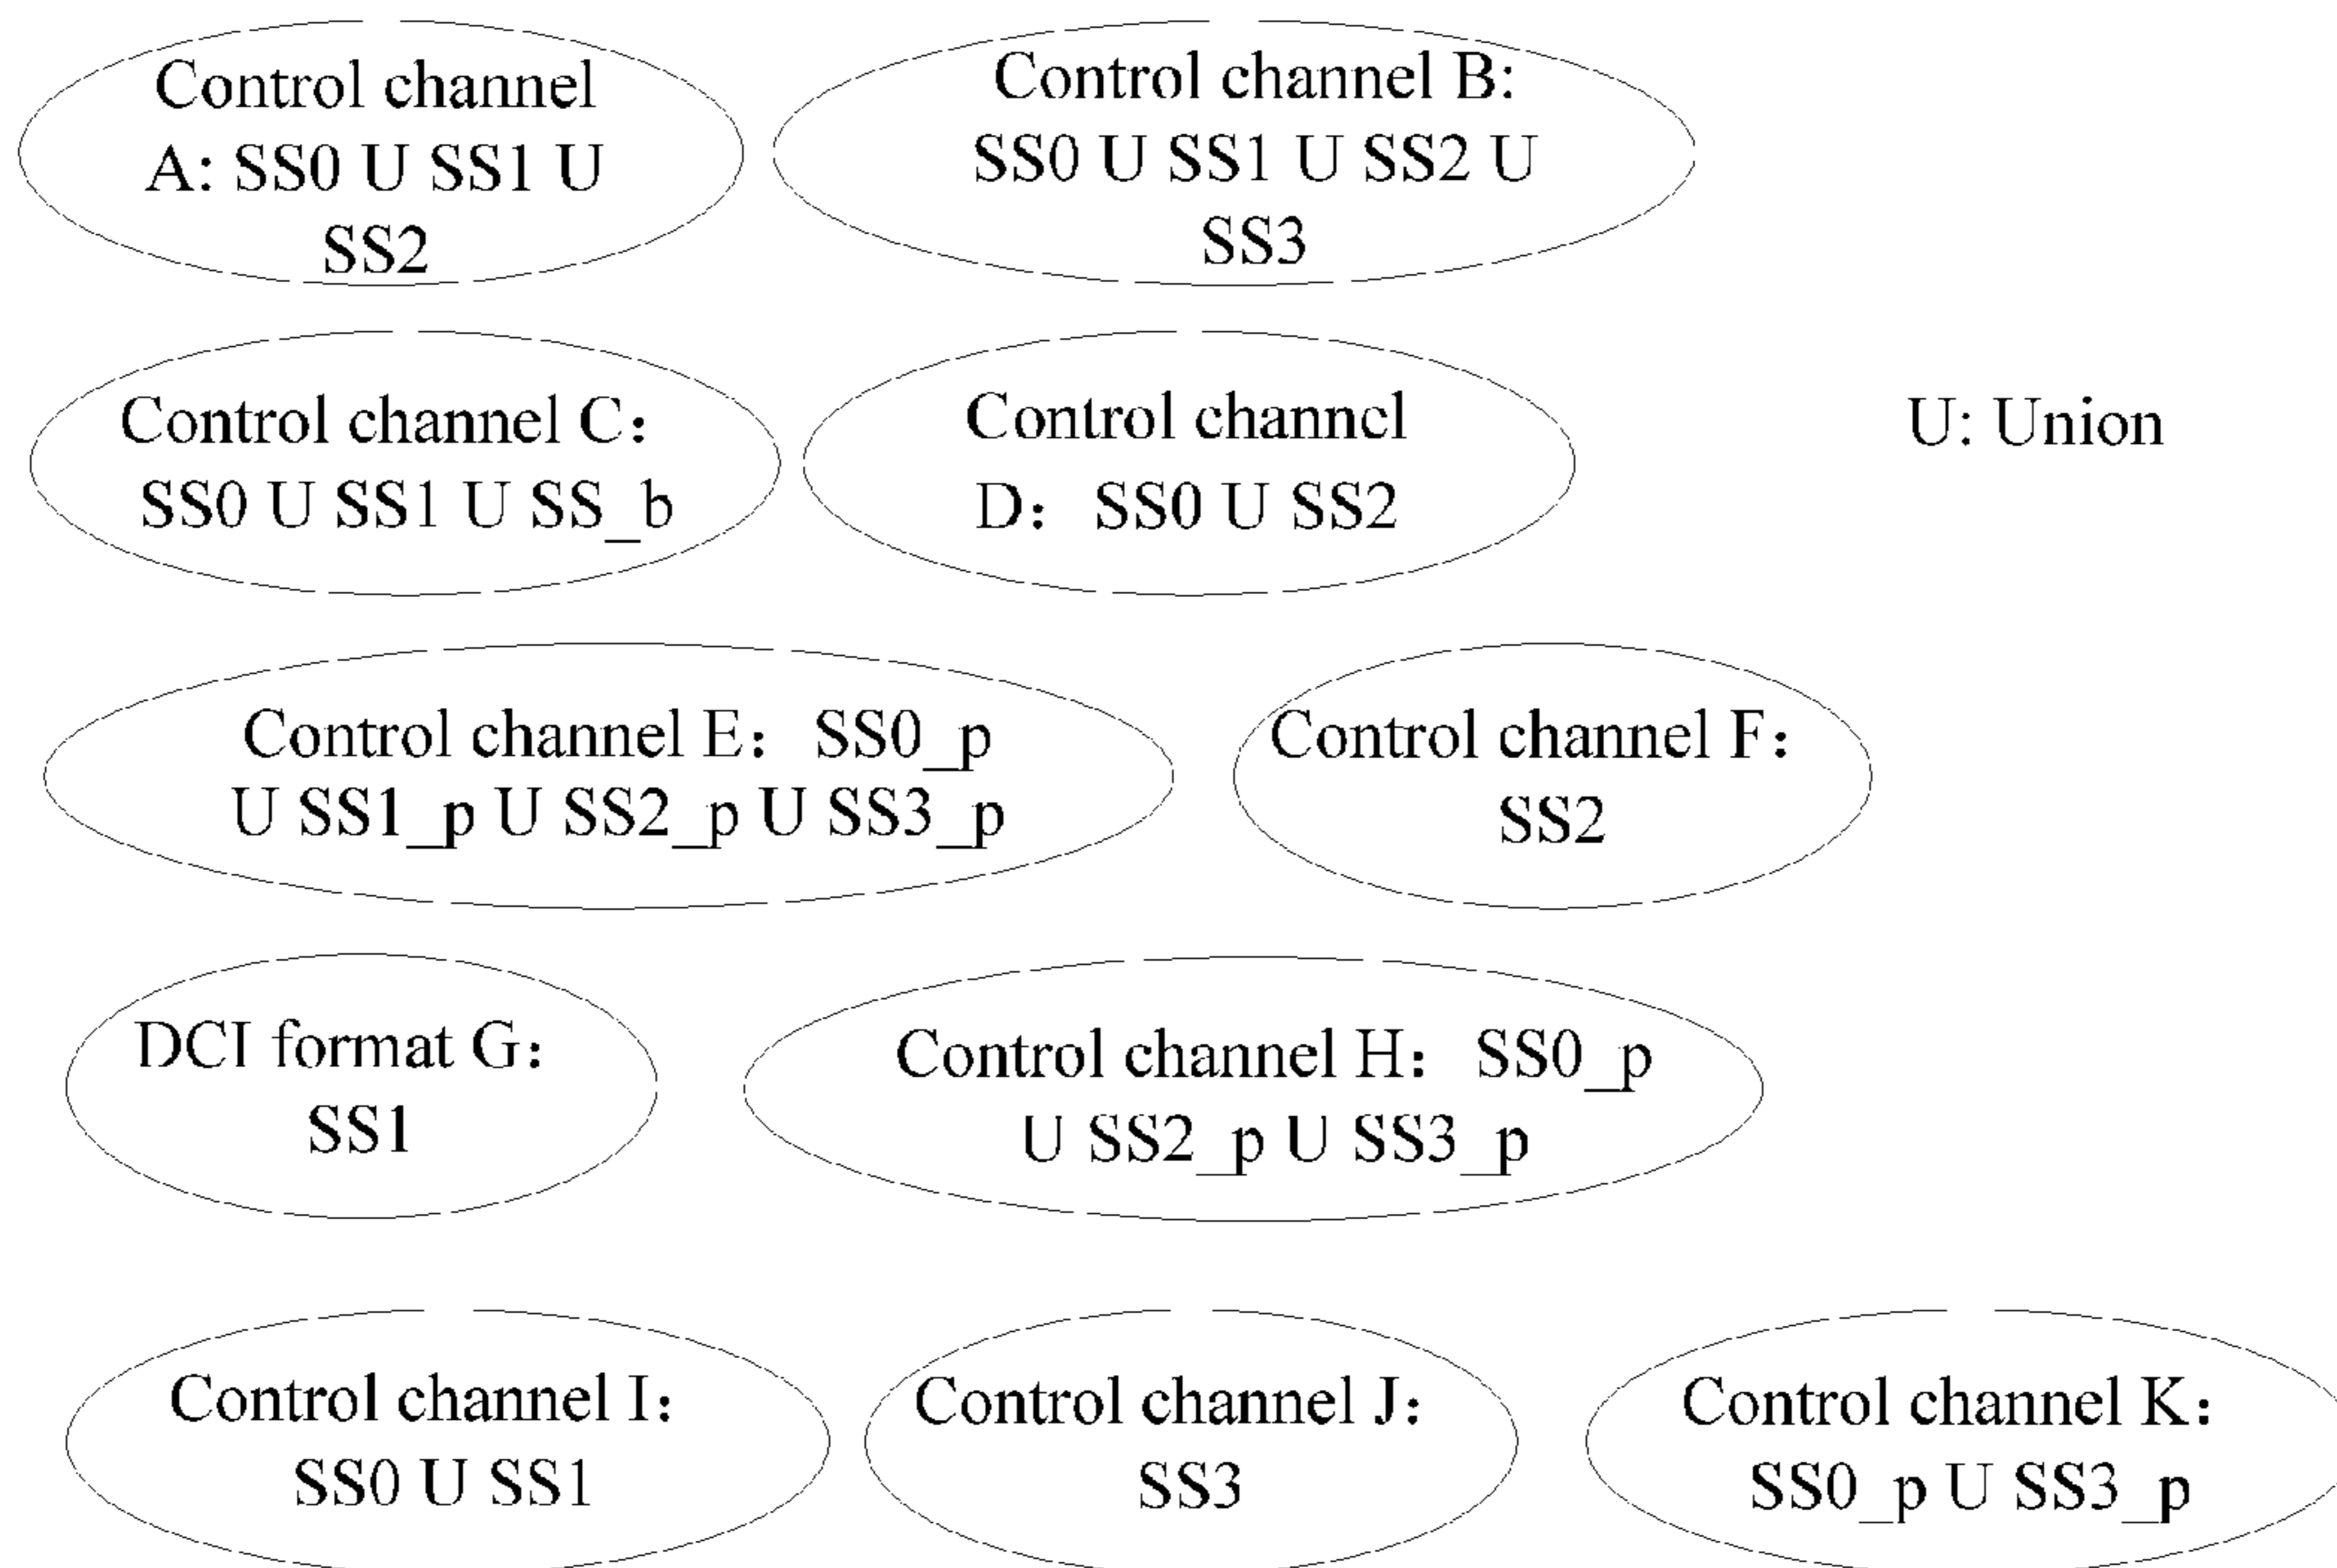 Control channel
A: SS0 U SS1 U
SS2
Control channel B:
SS0 U SS1 U SS2 U
SS3
Control channel C：
SS0 U SS1 U SS_b
Control channel
D： SS0 U SS2
U: Union
Control channel E： SS0_p
U SS1_p U SS2_p U SS3_p
Control channel F：
SS2
DCI format G：
SS1
Control channel H： SS0_p
U SS2_p U SS3_p
Control channel I：
SS0 U SS1
Control channel J：
SS3
Control channel K：
SS0_p U SS3_p